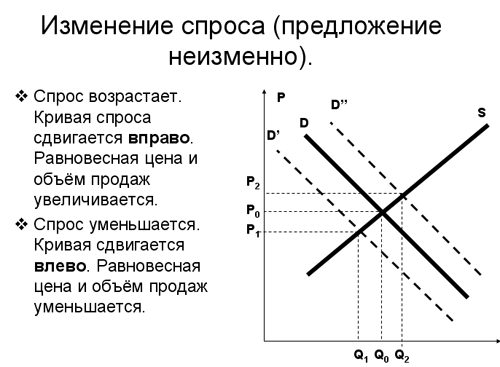 Изменение спроса (предложение
неизменно).
❖ Спрос возрастает.
Кривая спроса
сдвигается вправо.
Равновесная цена и
объём продаж
увеличивается.
❖ Спрос уменьшается.
Кривая сдвигается
влево. Равновесная
цена и объём продаж
уменьшается.
P
D’’
S
D
D’
P2
P0
P1
Q1 Q0 Q2